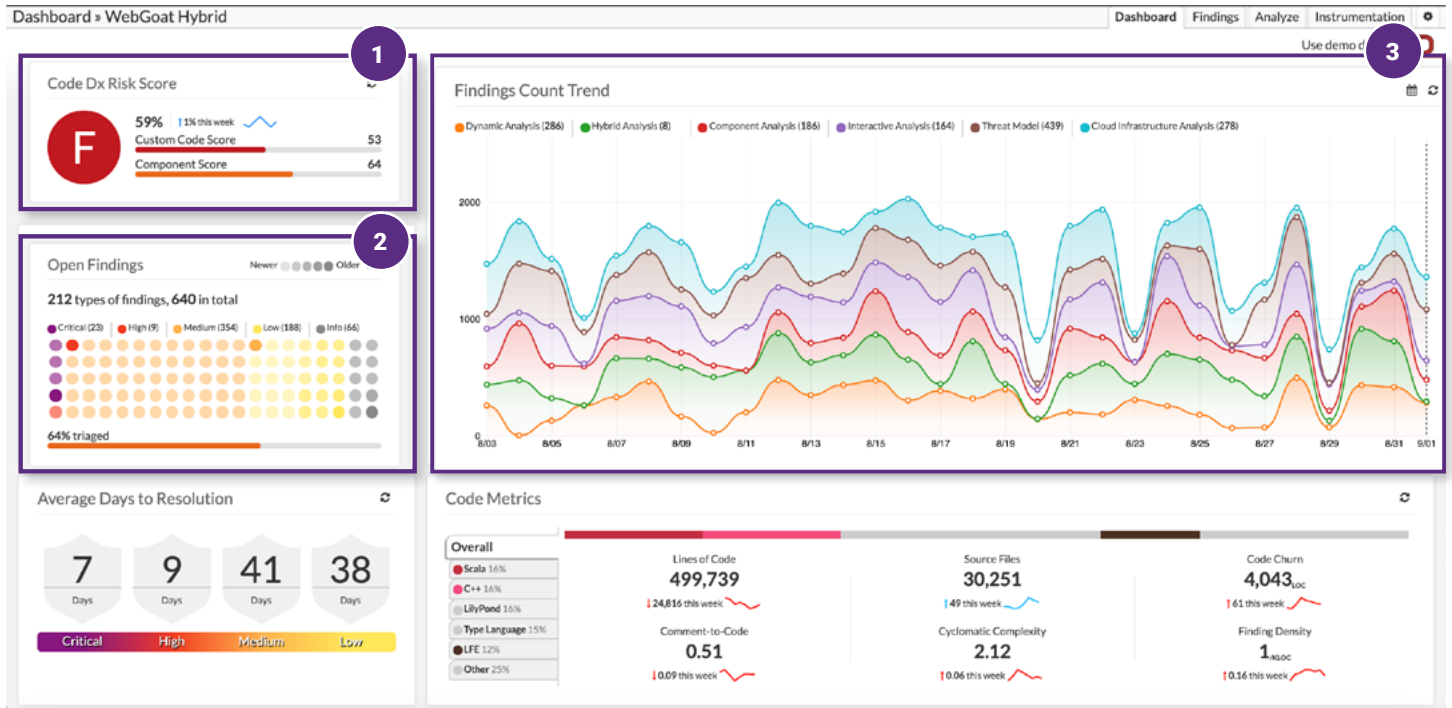 Dashboard » WebGoat Hybrid
Dashboard Findings Analyze Instrumentation
Use demo d
1
Code Dx Risk Score
F
59% 1% this week
Custom Code Score 53
Component Score 64
2
Open Findings
Newer Older
212 types of findings, 640 in total
Critical (23) High (9) Medium (354) Low (188) Info (66)
64% triaged
3
Findings Count Trend
Dynamic Analysis (286) Hybrid Analysis (8) Component Analysis (186) Interactive Analysis (164) Threat Model (439) Cloud Infrastructure Analysis (278)
2000
1000
0
8/03 8/05 8/07 8/09 8/11 8/13 8/15 8/17 8/19 8/21 8/23 8/25 8/27 8/29 8/31 9/01
Average Days to Resolution
7 9 41 38
Days Days Days Days
Critical High Medium Low
Code Metrics
Overall
Scala 16%
C++ 16%
LilyPond 16%
Type Language 15%
LFE 12%
Other 25%
Lines of Code Source Files Code Churn
499,739 30,251 4,043 LOC
24,816 this week 49 this week 61 this week
Comment-to-Code Cyclomatic Complexity Finding Density
0.51 2.12 1 /KLOC
0.09 this week 0.06 this week 0.16 this week